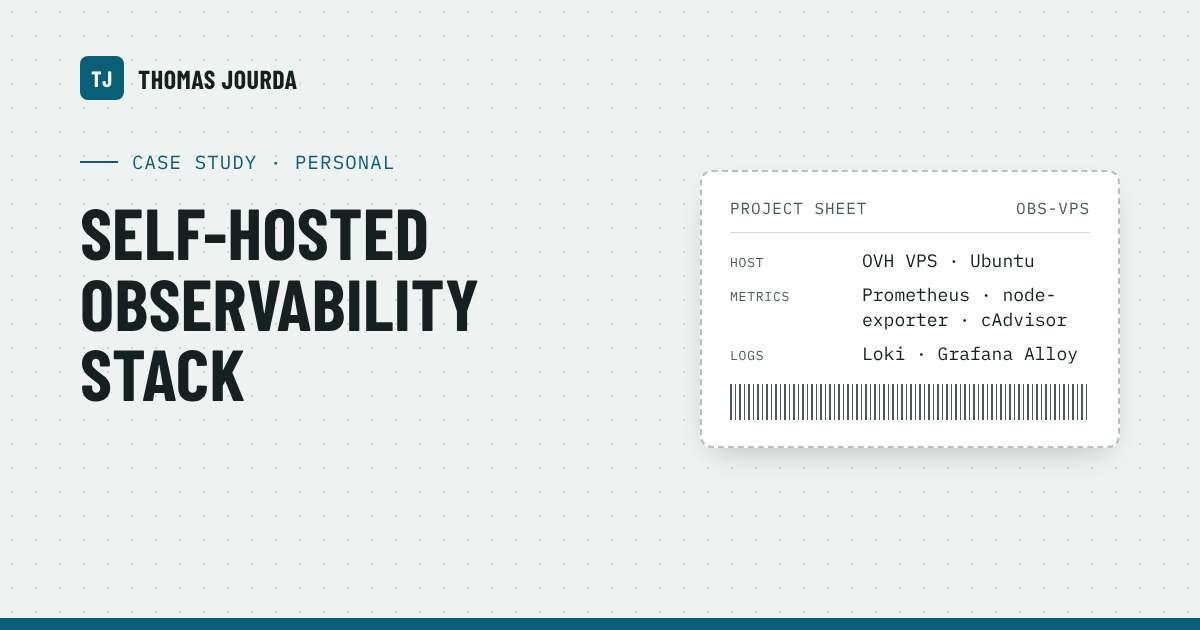 TJ THOMAS JOURDA
CASE STUDY · PERSONAL
SELF-HOSTED
OBSERVABILITY
STACK
PROJECT SHEET OBS-VPS
HOST OVH VPS · Ubuntu
METRICS Prometheus · node-
exporter · cAdvisor
LOGS Loki · Grafana Alloy